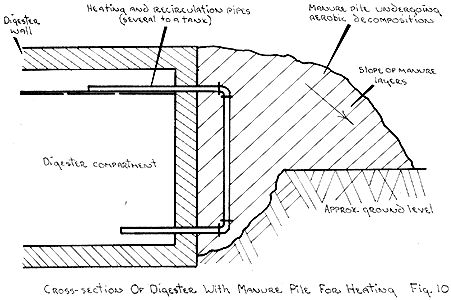 Digester
wall
Heating and recirculation pipes
(several to a tank)
Manure pile undergoing
aerobic decomposition
Slope of manure
layers
Digester compartment
Approx. ground level
Cross-section Of Digester With Manure Pile For Heating Fig. 10